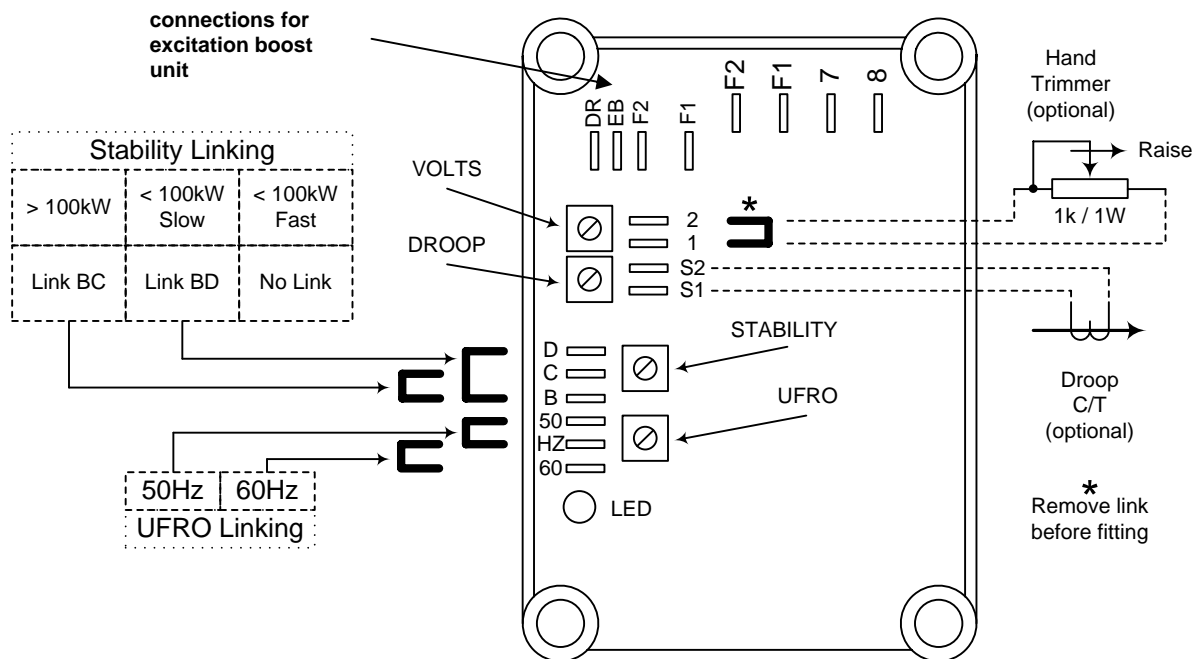 connections for
excitation boost
unit
F2
F1
7
8
DR
EB
F2
F1
Hand
Trimmer
(optional)
Raise
1k / 1W
Stability Linking
> 100kW
< 100kW
Slow
< 100kW
Fast
Link BC
Link BD
No Link
VOLTS
DROOP
*
2
1
S2
S1
STABILITY
UFRO
D
C
B
50
HZ
60
LED
50Hz
60Hz
UFRO Linking
Droop
C/T
(optional)
*
Remove link
before fitting